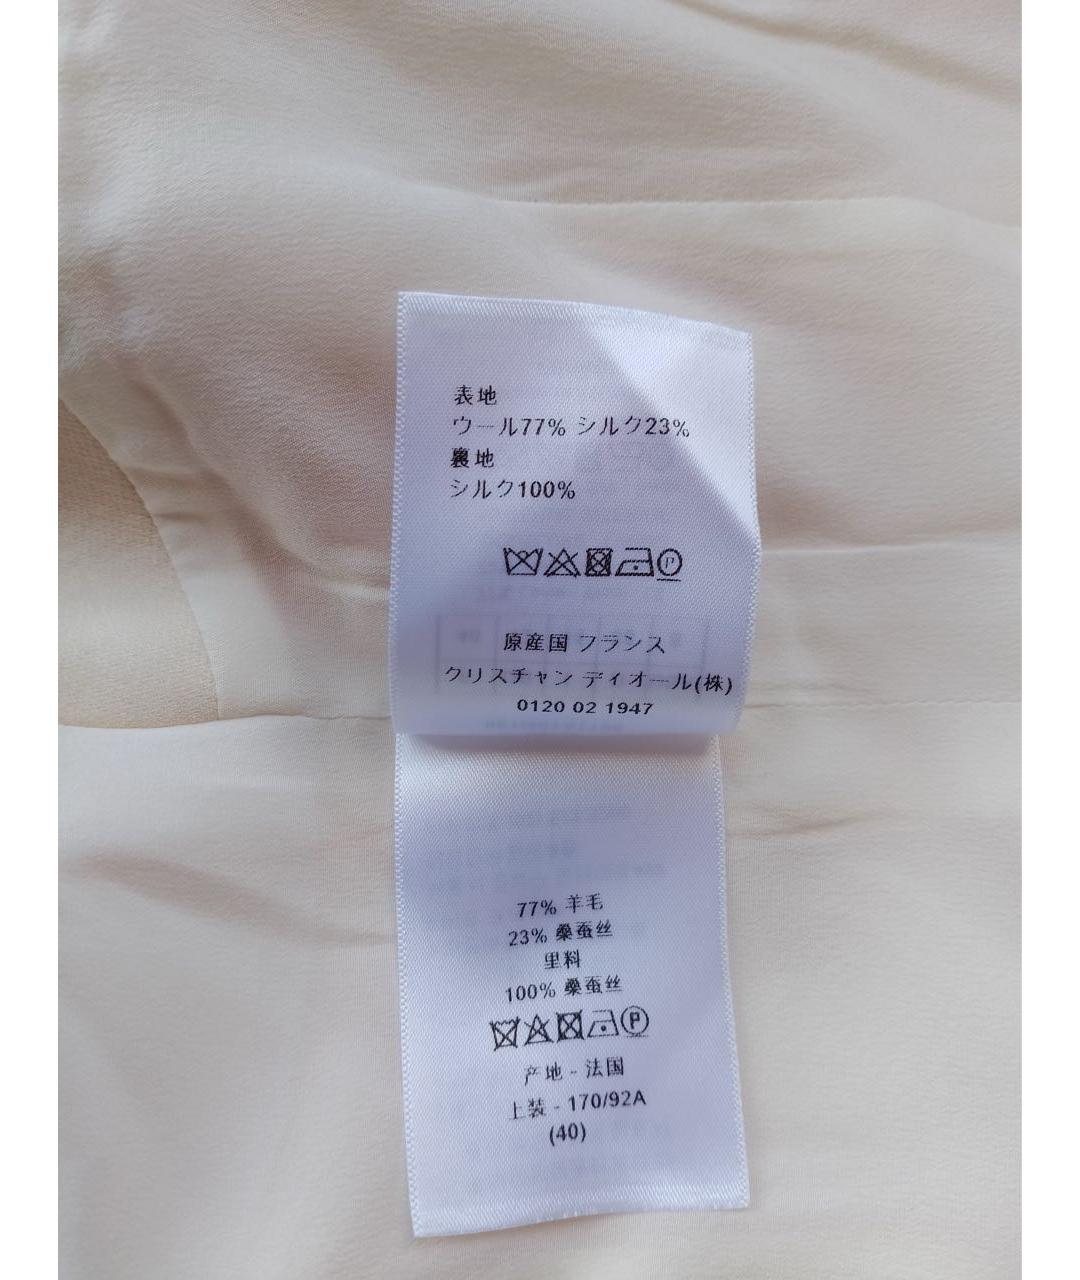 表地
ウール77% シルク23%
裏地
シルク100%
P
原産国 フランス
クリスチャン ディオール(株)
0120 02 1947
77% 羊毛
23% 桑蚕丝
里料
100% 桑蚕丝
P
产地 - 法国
上装 - 170/92A
(40)